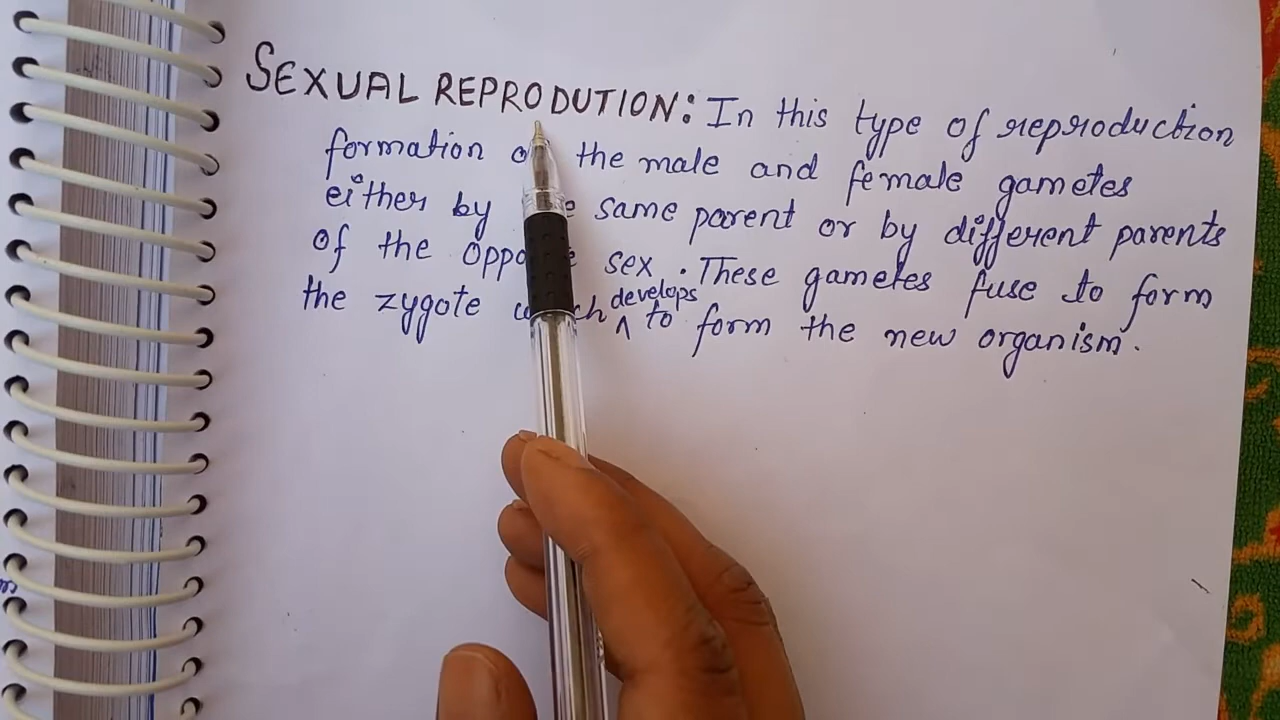 SEXUAL REPRODUTION: In this type of reproduction
formation of the male and female gametes
either by same parent or by different parents
of the sex. These gametes fuse to form
the zygote develops to form the new organism.